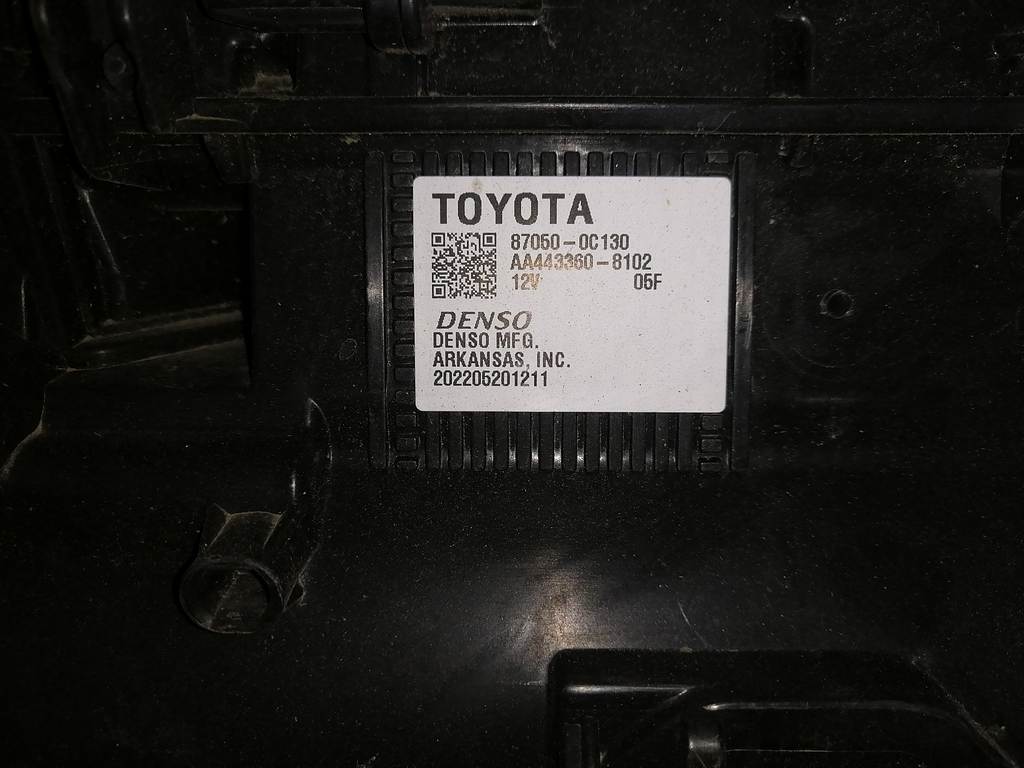 TOYOTA
87050-0C130
AA443360-8102
12V 05F
DENSO
DENSO MFG.
ARKANSAS, INC.
202205201211